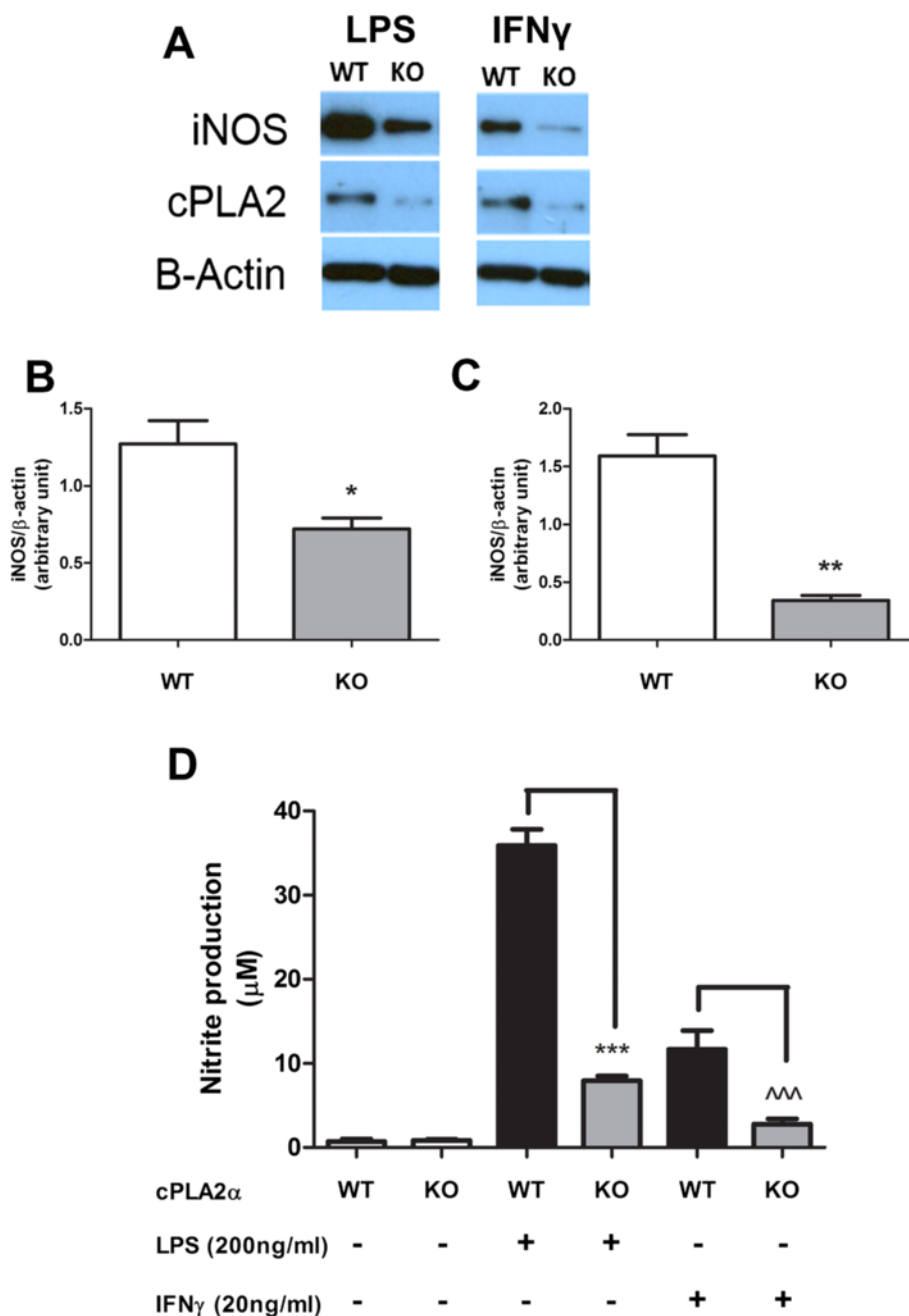 A
LPS IFNγ
WT KO WT KO
iNOS
cPLA2
B-Actin
B
iNOS/β-actin
(arbitrary unit)
1.5
1.0
0.5
0.0
*
WT KO
C
iNOS/β-actin
(arbitrary unit)
2.0
1.5
1.0
0.5
0.0
**
WT KO
D
Nitrite production
(μM)
40
30
20
10
0
***
^^^
cPLA2α WT KO WT KO WT KO
LPS (200ng/ml) - - + + - -
IFNγ (20ng/ml) - - - - + +